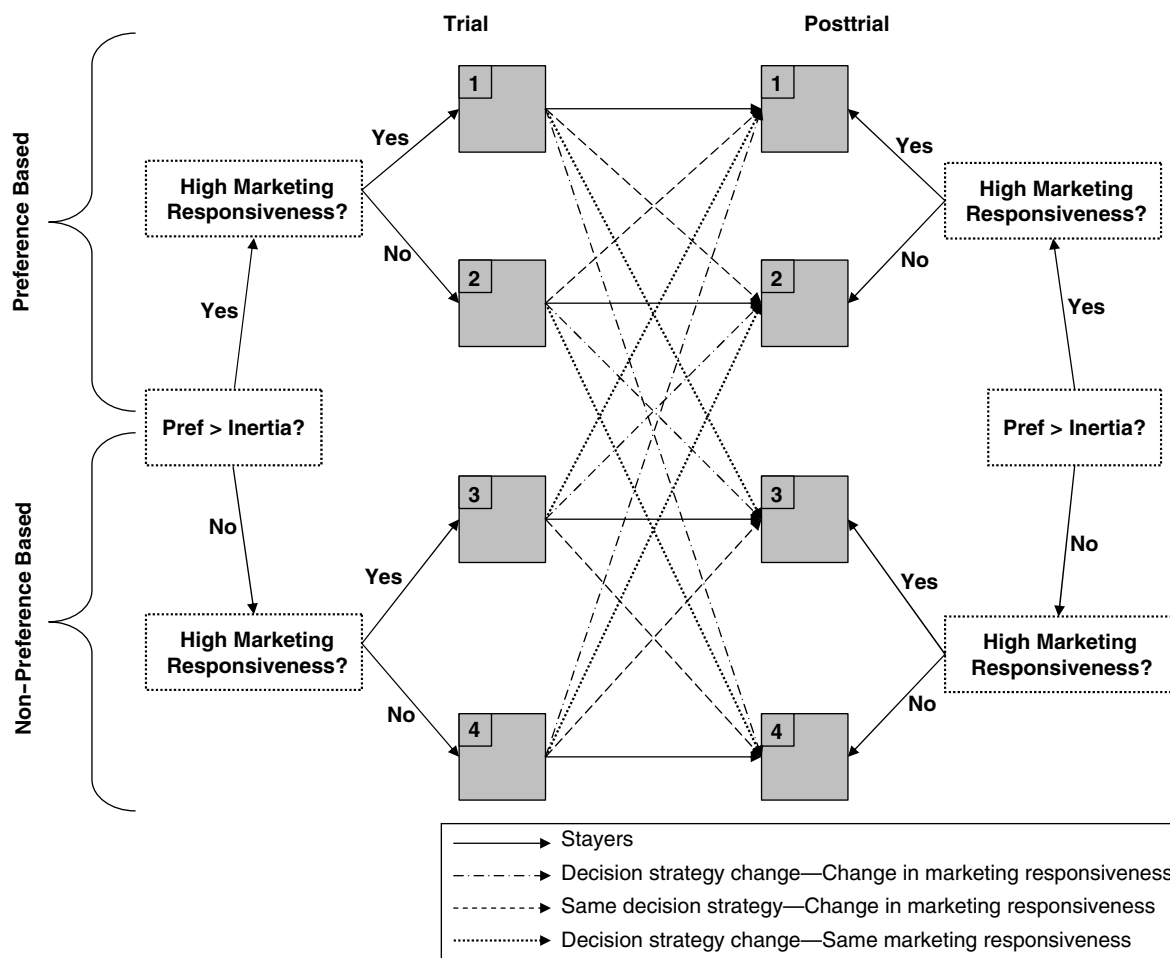 Trial
Posttrial
Preference Based
Non–Preference Based
1
1
Yes
Yes
High Marketing
Responsiveness?
High Marketing
Responsiveness?
No
No
2
2
Yes
Yes
Pref > Inertia?
Pref > Inertia?
3
3
No
No
Yes
Yes
High Marketing
Responsiveness?
High Marketing
Responsiveness?
No
No
4
4
Stayers
Decision strategy change—Change in marketing responsiveness
Same decision strategy—Change in marketing responsiveness
Decision strategy change—Same marketing responsiveness